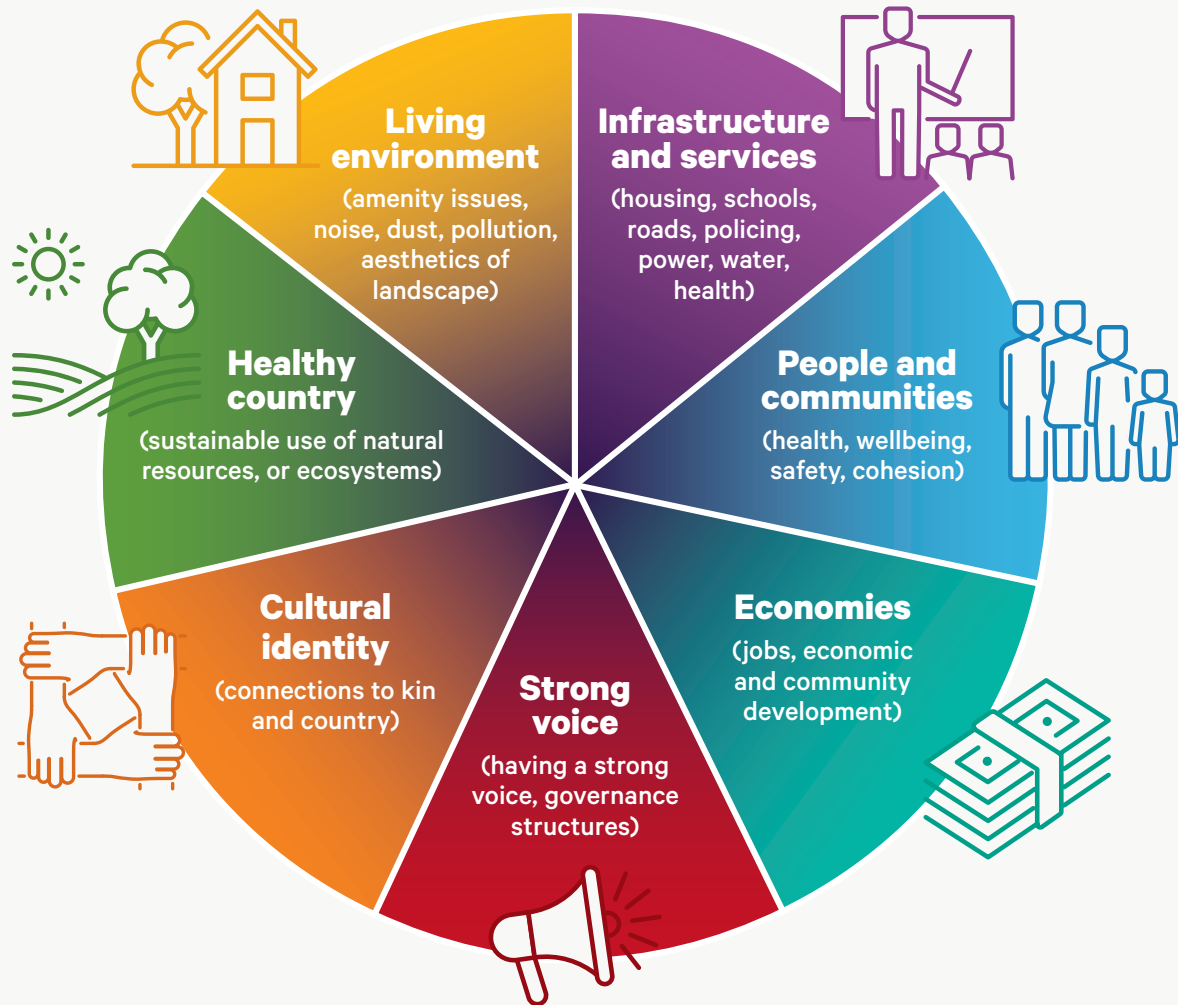 Living
environment
(amenity issues,
noise, dust, pollution,
aesthetics of
landscape)
Infrastructure
and services
(housing, schools,
roads, policing,
power, water,
health)
People and
communities
(health, wellbeing,
safety, cohesion)
Economies
(jobs, economic
and community
development)
Strong
voice
(having a strong
voice, governance
structures)
Cultural
identity
(connections to kin
and country)
Healthy
country
(sustainable use of natural
resources, or ecosystems)